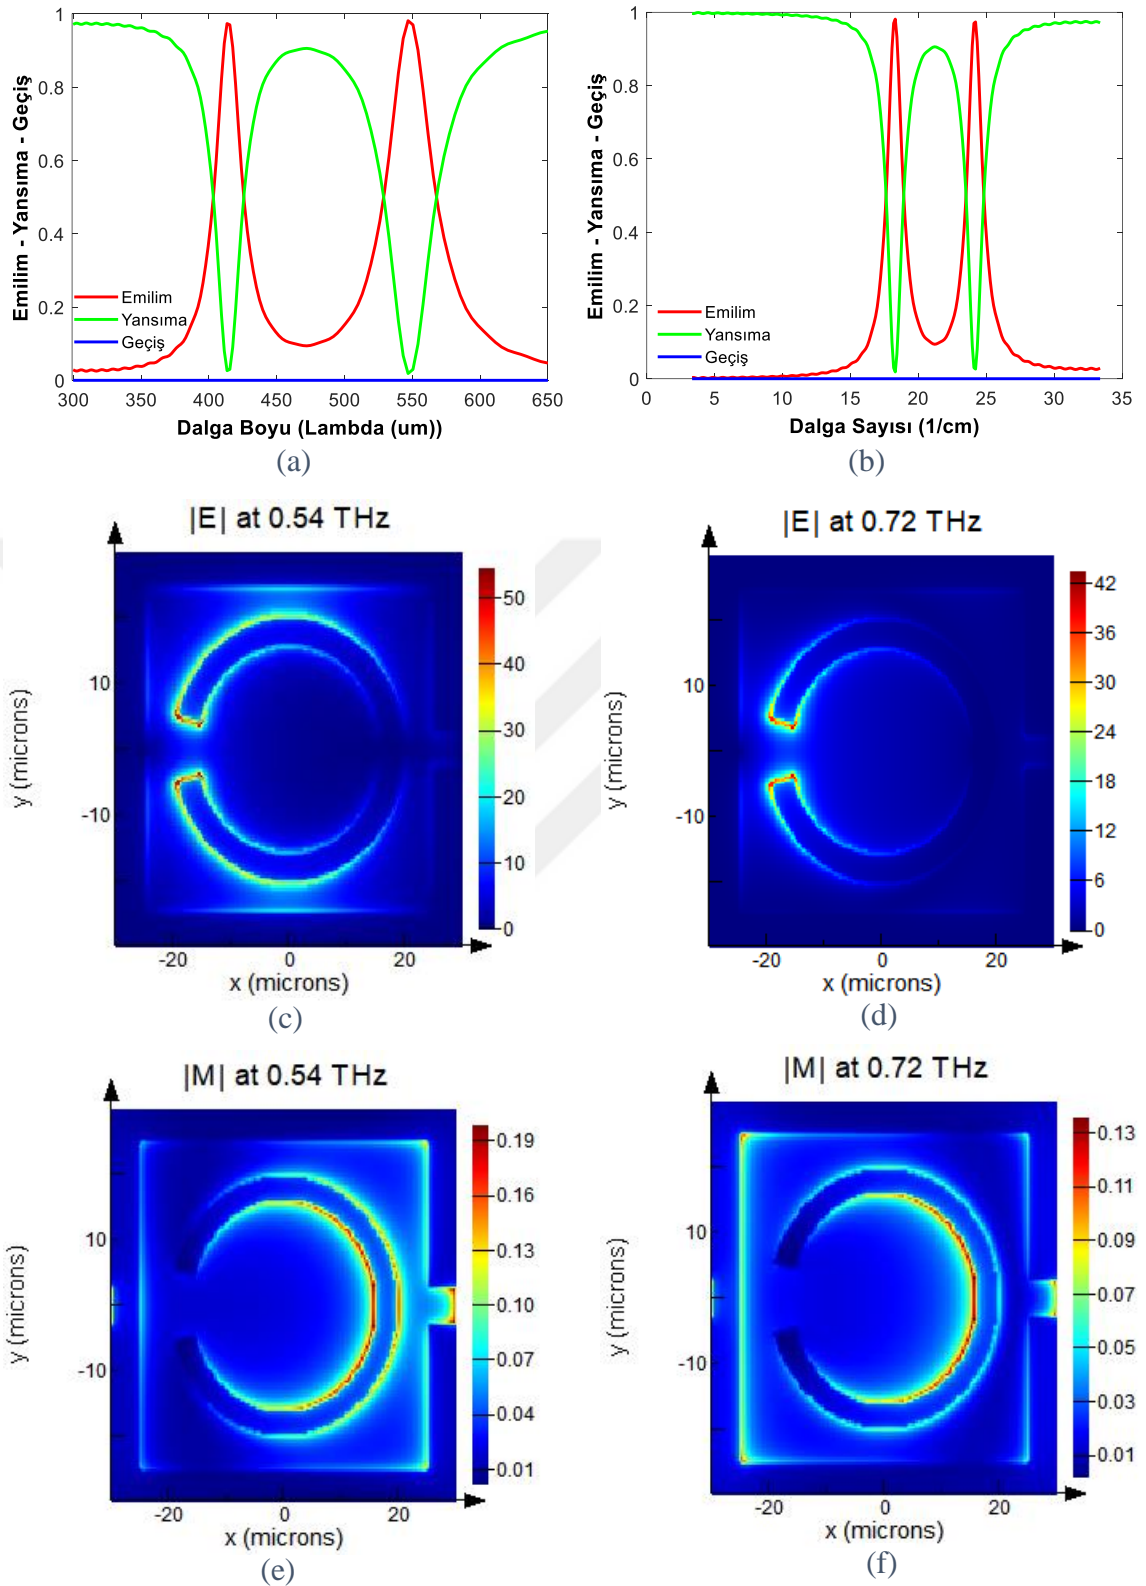 Emilim - Yansıma - Geçiş
1
0.8
0.6
0.4
0.2
0
Emilim
Yansıma
Geçiş
300 350 400 450 500 550 600 650
Dalga Boyu (Lambda (um))
(a)
Emilim - Yansıma - Geçiş
1
0.8
0.6
0.4
0.2
0
Emilim
Yansıma
Geçiş
0 5 10 15 20 25 30 35
Dalga Sayısı (1/cm)
(b)
|E| at 0.54 THz
y (microns)
10
-10
-20 0 20
x (microns)
50
40
30
20
10
0
(c)
|E| at 0.72 THz
y (microns)
10
-10
-20 0 20
x (microns)
42
36
30
24
18
12
6
0
(d)
|M| at 0.54 THz
y (microns)
10
-10
-20 0 20
x (microns)
0.19
0.16
0.13
0.10
0.07
0.04
0.01
(e)
|M| at 0.72 THz
y (microns)
10
-10
-20 0 20
x (microns)
0.13
0.11
0.09
0.07
0.05
0.03
0.01
(f)